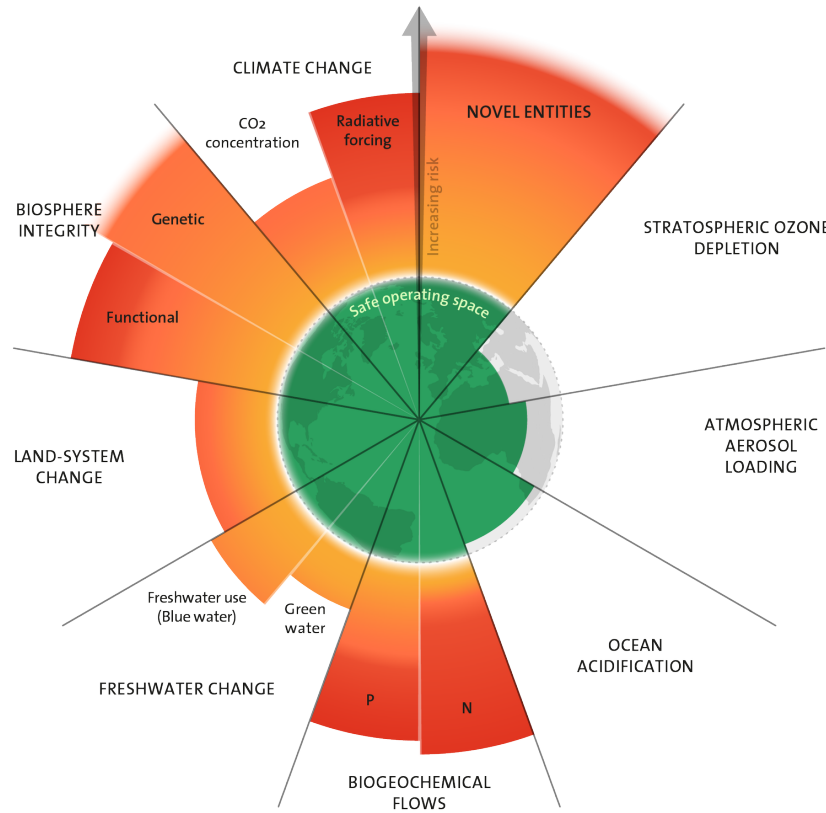 CLIMATE CHANGE
CO2
concentration
Radiative
forcing
NOVEL ENTITIES
Increasing risk
BIOSPHERE
INTEGRITY
Genetic
Functional
STRATOSPHERIC OZONE
DEPLETION
Safe operating space
ATMOSPHERIC
AEROSOL
LOADING
LAND-SYSTEM
CHANGE
Freshwater use
(Blue water)
Green
water
OCEAN
ACIDIFICATION
FRESHWATER CHANGE
P
N
BIOGEOCHEMICAL
FLOWS